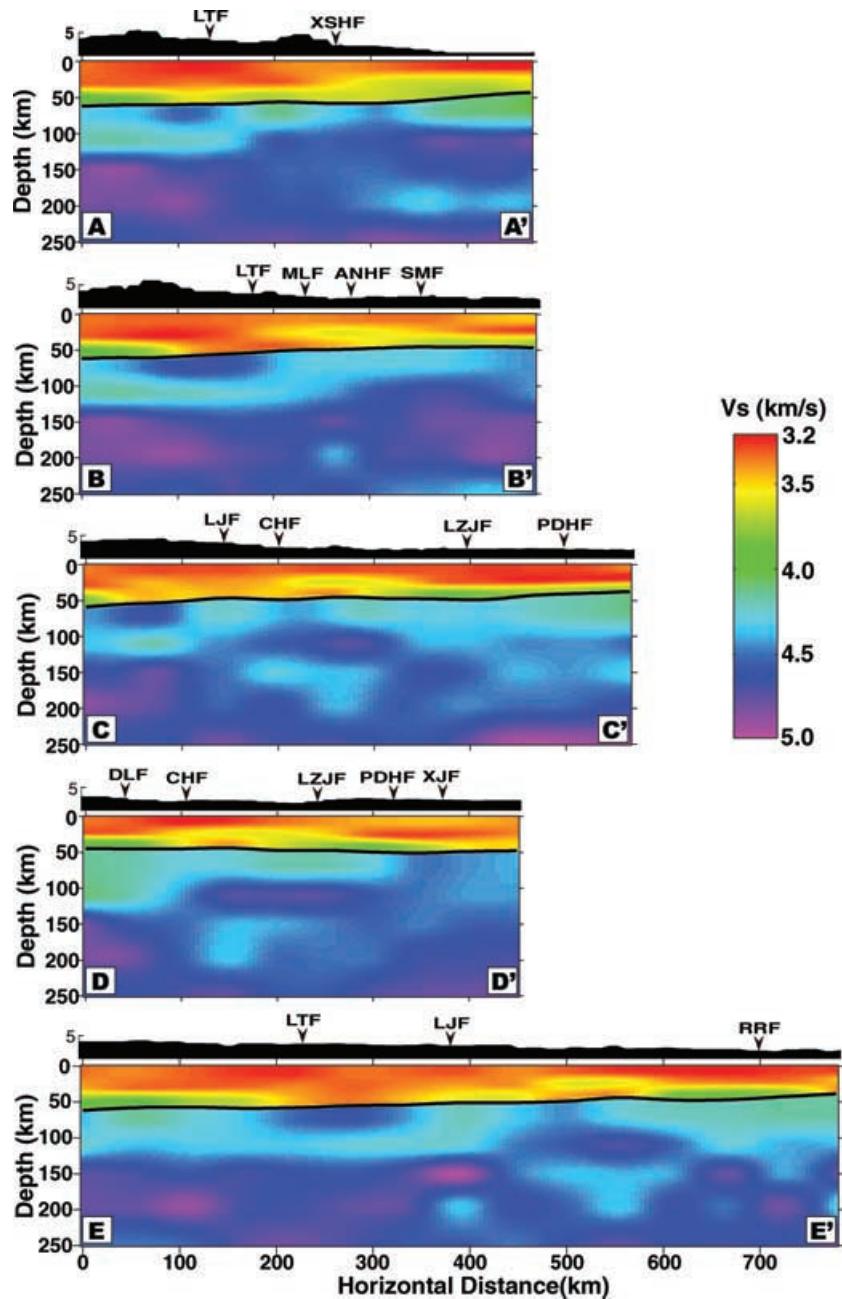 LTF XSHF
5
0
50
100
150
200
250
Depth (km)
A A'
LTF MLF ANHF SMF
5
0
50
100
150
200
250
Depth (km)
B B'
Vs (km/s)
3.2
3.5
4.0
4.5
5.0
LJF CHF LZJF PDHF
5
0
50
100
150
200
250
Depth (km)
C C'
DLF CHF LZJF PDHF XJF
5
0
50
100
150
200
250
Depth (km)
D D'
LTF LJF RRF
5
0
50
100
150
200
250
Depth (km)
E E'
0 100 200 300 400 500 600 700
Horizontal Distance(km)